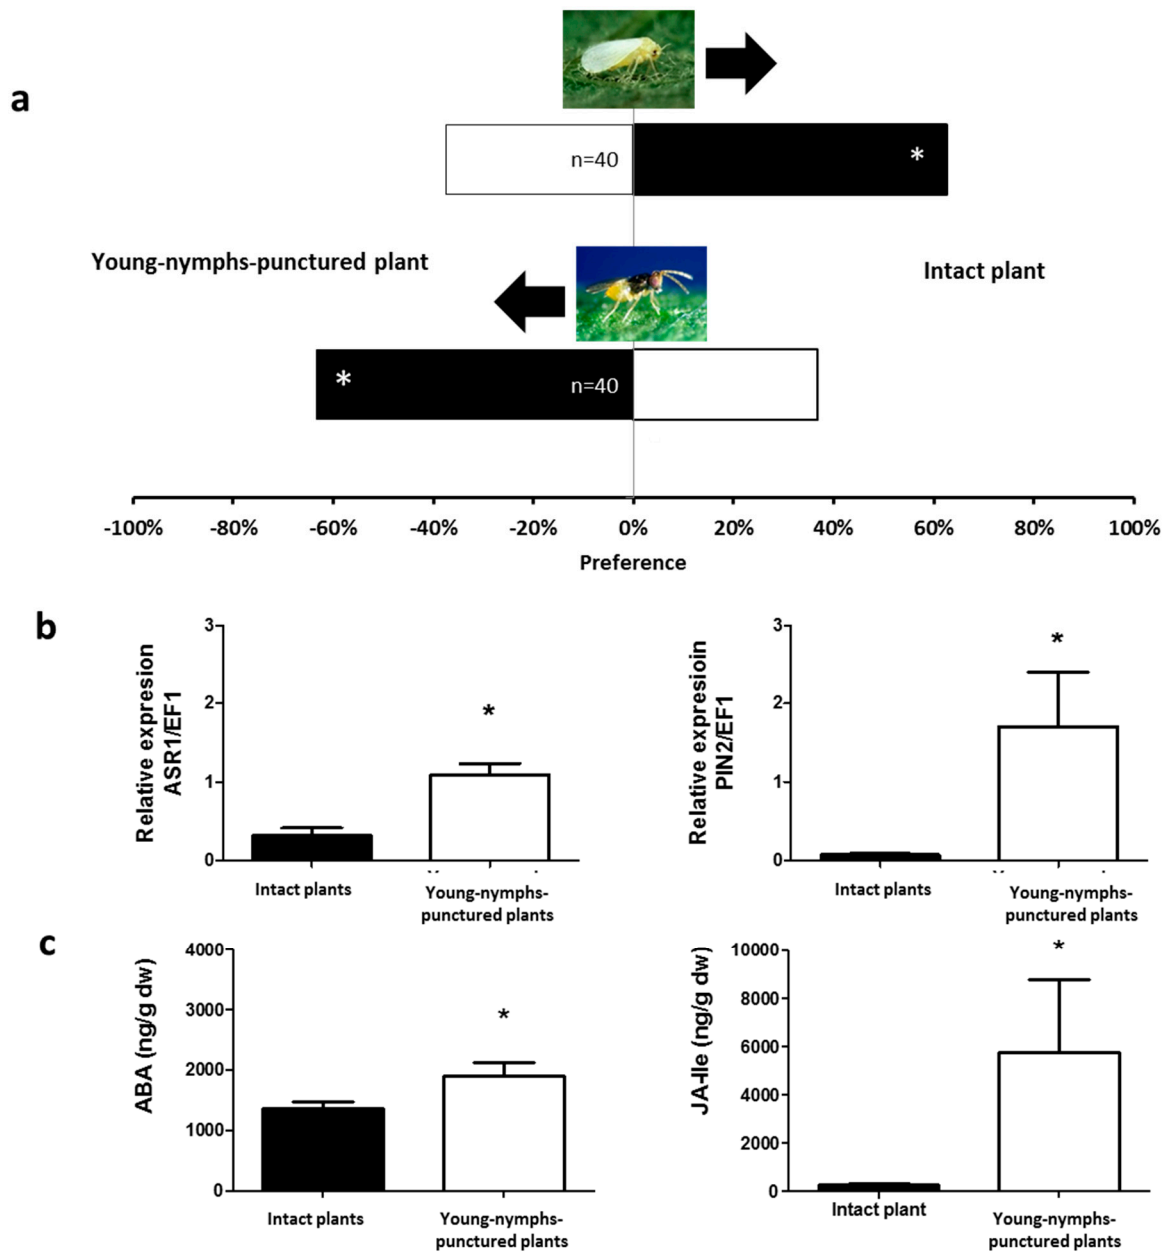 a
*
n=40
Young-nymphs-punctured plant
Intact plant
*
n=40
-100% -80% -60% -40% -20% 0% 20% 40% 60% 80% 100%
Preference
b
Relative expresion
ASR1/EF1
3
2
1
0
*
Intact plants
Young-nymphs-
punctured plants
Relative expresioin
PIN2/EF1
3
2
1
0
*
Intact plants
Young-nymphs-
punctured plants
c
ABA (ng/g dw)
4000
3000
2000
1000
0
*
Intact plants
Young-nymphs-
punctured plants
JA-Ile (ng/g dw)
10000
8000
6000
4000
2000
0
*
Intact plant
Young-nymphs-
punctured plants